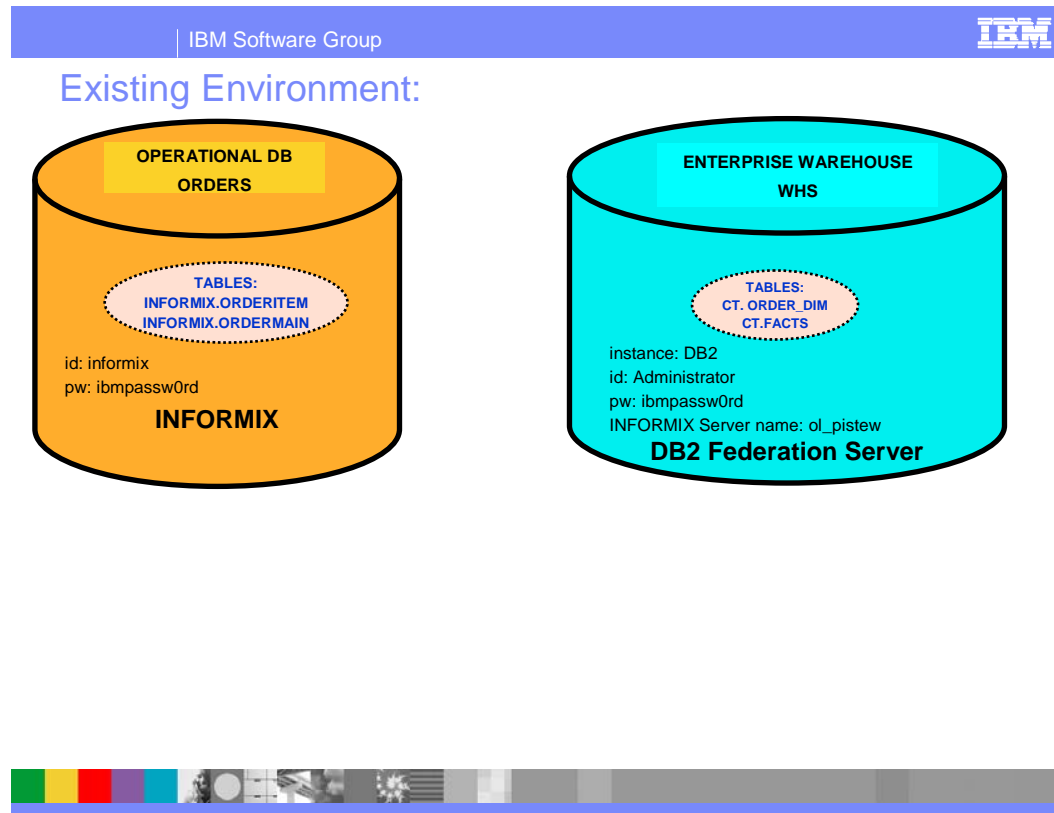 IBM Software Group
IBM
Existing Environment:
OPERATIONAL DB
ORDERS
TABLES:
INFORMIX.ORDERITEM
INFORMIX.ORDERMAIN
id: informix
pw: ibmpassw0rd
INFORMIX
ENTERPRISE WAREHOUSE
WHS
TABLES:
CT. ORDER_DIM
CT.FACTS
instance: DB2
id: Administrator
pw: ibmpassw0rd
INFORMIX Server name: ol_pistew
DB2 Federation Server